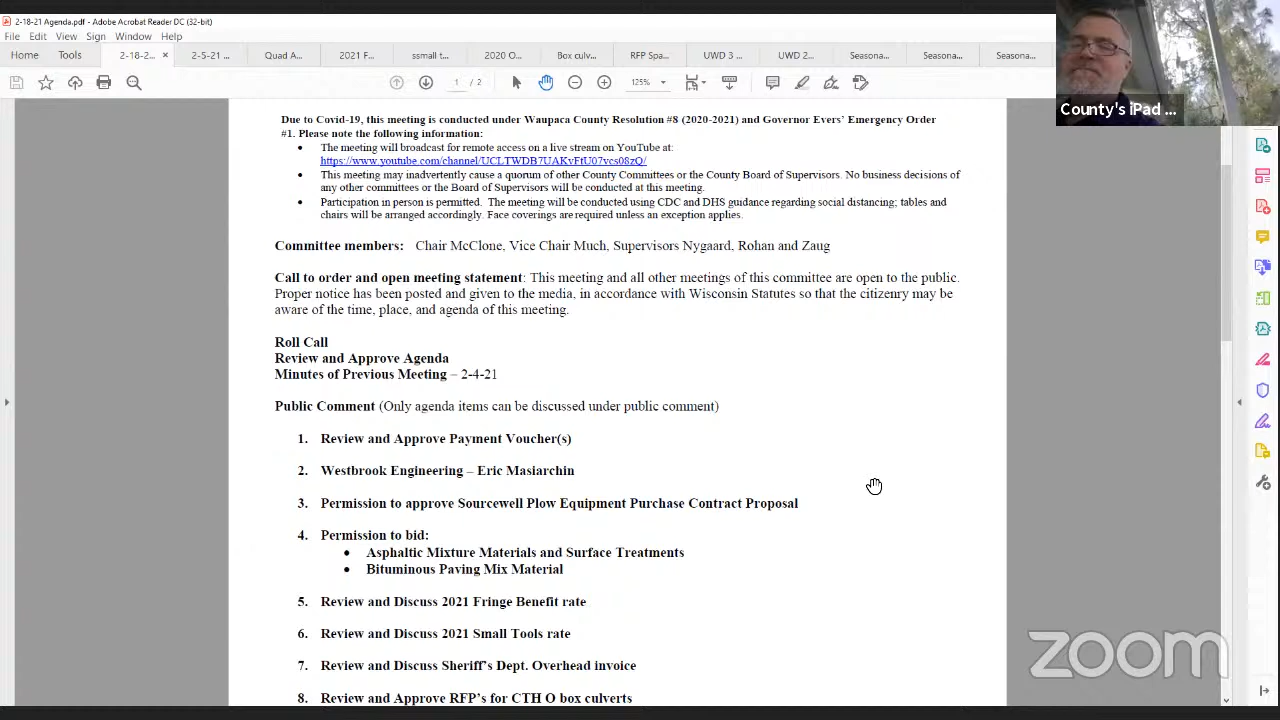 2-18-21 Agenda.pdf - Adobe Acrobat Reader DC (32-bit)
File Edit View Sign Window Help
Home Tools 2-18-2... × 2-5-21 ... Quad A... 2021 F... ssmall t... 2020 O... Box culv... RFP Spa... UWD 3 ... UWD 2... Seasona... Seasona... Seasona...
1 / 2 125%
County's iPad ...
Due to Covid-19, this meeting is conducted under Waupaca County Resolution #8 (2020-2021) and Governor Evers' Emergency Order
#1. Please note the following information:
• The meeting will broadcast for remote access on a live stream on YouTube at:
https://www.youtube.com/channel/UCLTWDB7UAKvFtU07vcs08zQ/
• This meeting may inadvertently cause a quorum of other County Committees or the County Board of Supervisors. No business decisions of
any other committees or the Board of Supervisors will be conducted at this meeting.
• Participation in person is permitted. The meeting will be conducted using CDC and DHS guidance regarding social distancing; tables and
chairs will be arranged accordingly. Face coverings are required unless an exception applies.
Committee members: Chair McClone, Vice Chair Much, Supervisors Nygaard, Rohan and Zaug
Call to order and open meeting statement: This meeting and all other meetings of this committee are open to the public.
Proper notice has been posted and given to the media, in accordance with Wisconsin Statutes so that the citizenry may be
aware of the time, place, and agenda of this meeting.
Roll Call
Review and Approve Agenda
Minutes of Previous Meeting – 2-4-21
Public Comment (Only agenda items can be discussed under public comment)
1. Review and Approve Payment Voucher(s)
2. Westbrook Engineering – Eric Masiarchin
3. Permission to approve Sourcewell Plow Equipment Purchase Contract Proposal
4. Permission to bid:
• Asphaltic Mixture Materials and Surface Treatments
• Bituminous Paving Mix Material
5. Review and Discuss 2021 Fringe Benefit rate
6. Review and Discuss 2021 Small Tools rate
7. Review and Discuss Sheriff's Dept. Overhead invoice
8. Review and Approve RFP's for CTH O box culverts
zoom